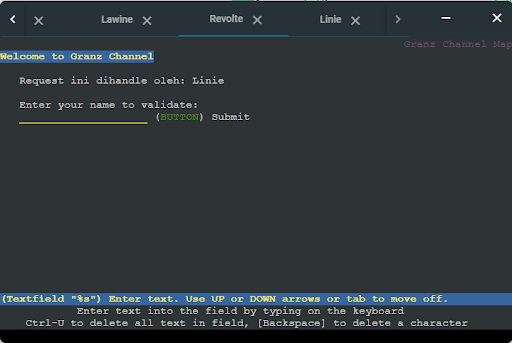 Lawine
Revolte
Linie
Granz Channel Map
Welcome to Granz Channel
Request ini dihandle oleh: Linie
Enter your name to validate:
____________________ (BUTTON) Submit
(Textfield "%s") Enter text. Use UP or DOWN arrows or tab to move off.
Enter text into the field by typing on the keyboard
Ctrl-U to delete all text in field, [Backspace] to delete a character